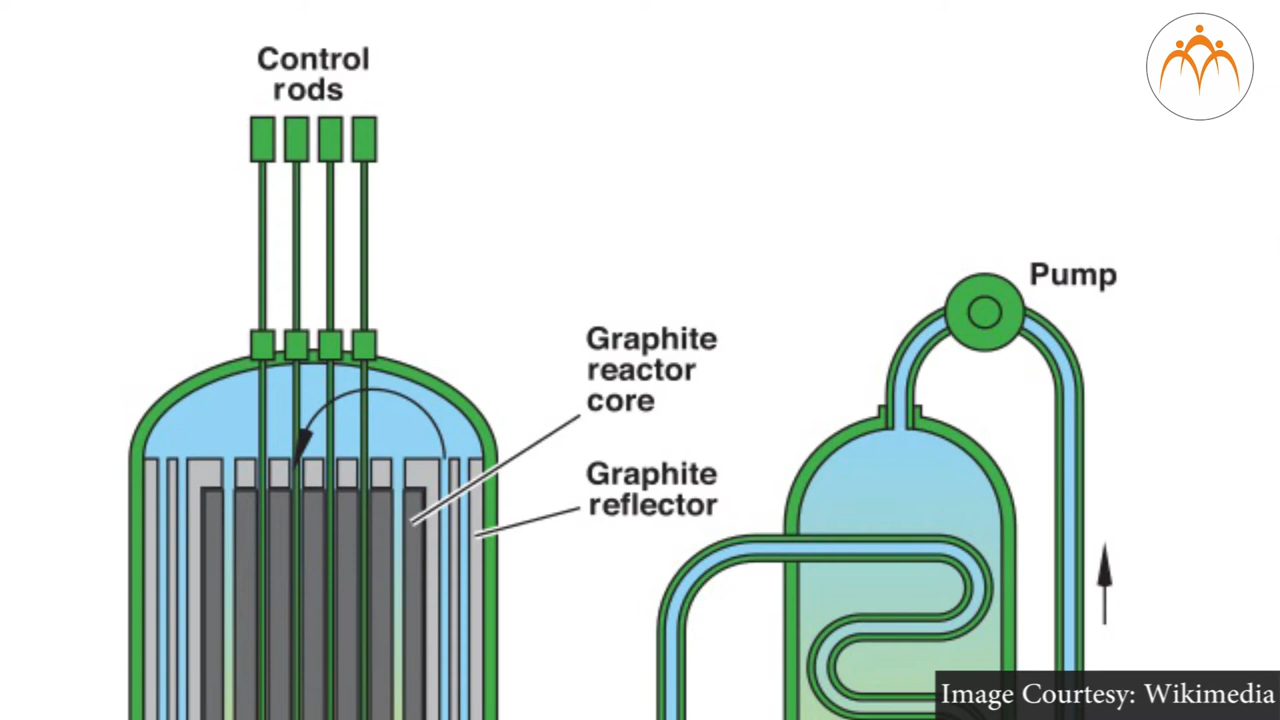 Control
rods
Pump
Graphite
reactor
core
Graphite
reflector
Image Courtesy: Wikimedia